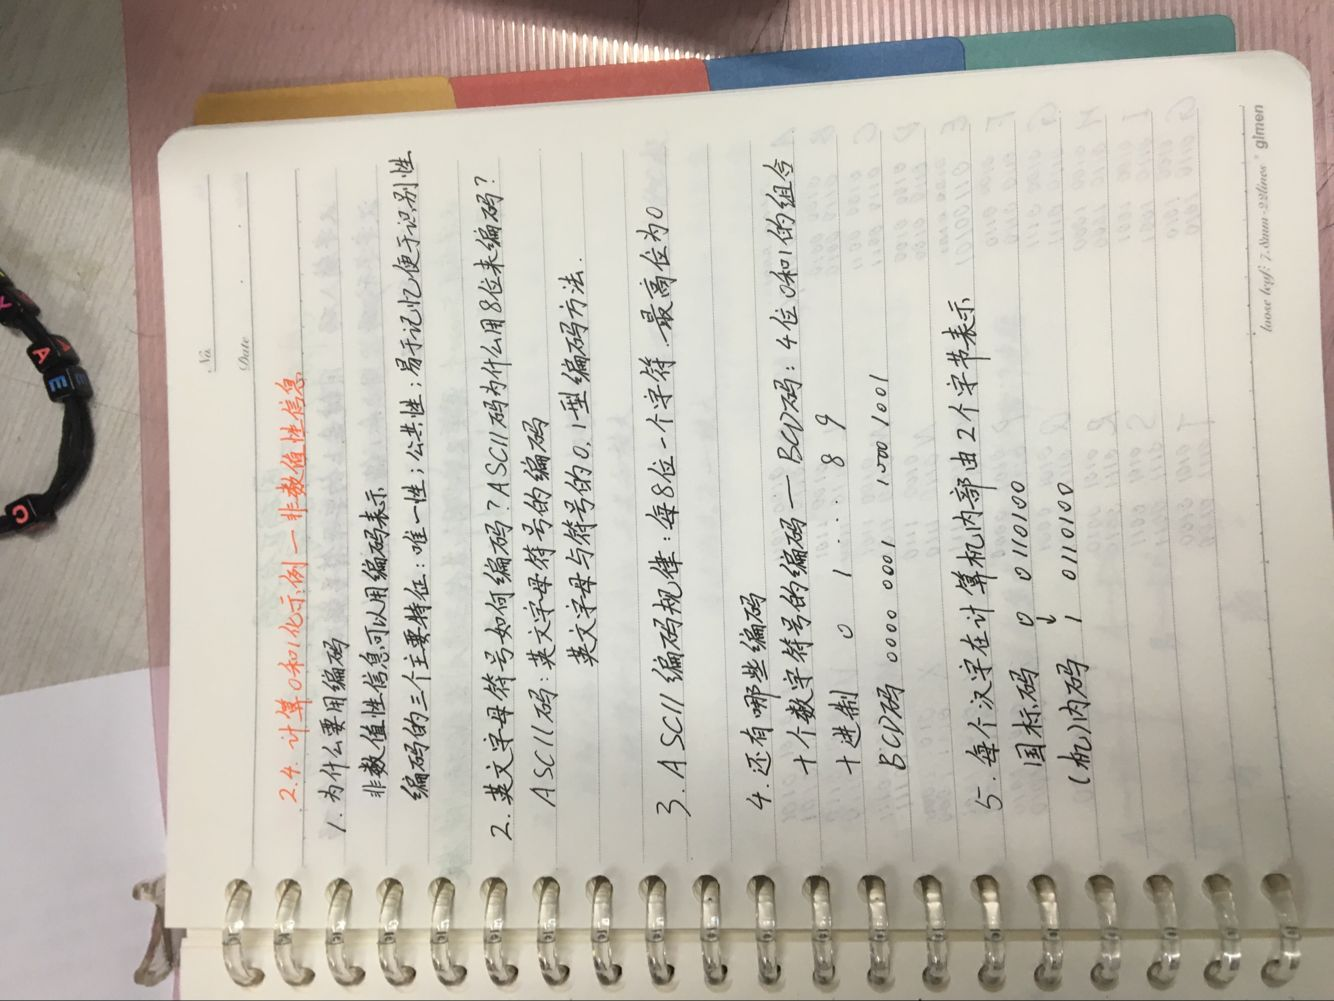 No.
Date
2.4. 计算0和1化示例一非数值性信息
1. 为什么要用编码
非数值性信息可以用编码表示
编码的三个主要特征:唯一性;公共性;易于记忆便于识别性
2. 英文字母符号如何编码?ASCII码为什么用8位来编码?
ASCII码:英文字母符号的编码
英文字母与符号的0,1型编码方法.
3. ASCII编码规律:每8位一个字符.最高位为0
4. 还有哪些编码
十个数字符号的编码一BCD码:4位0和1的组合
十进制 0 1 .... 8 9
BCD码 0000 0001 1000 1001
5. 每个汉字在计算机内部由2个字节表示
国标码 0 0110100
↓
(机)内码 1 0110100
loose leaf: 7.8mm-22lines glmen
C
A
E